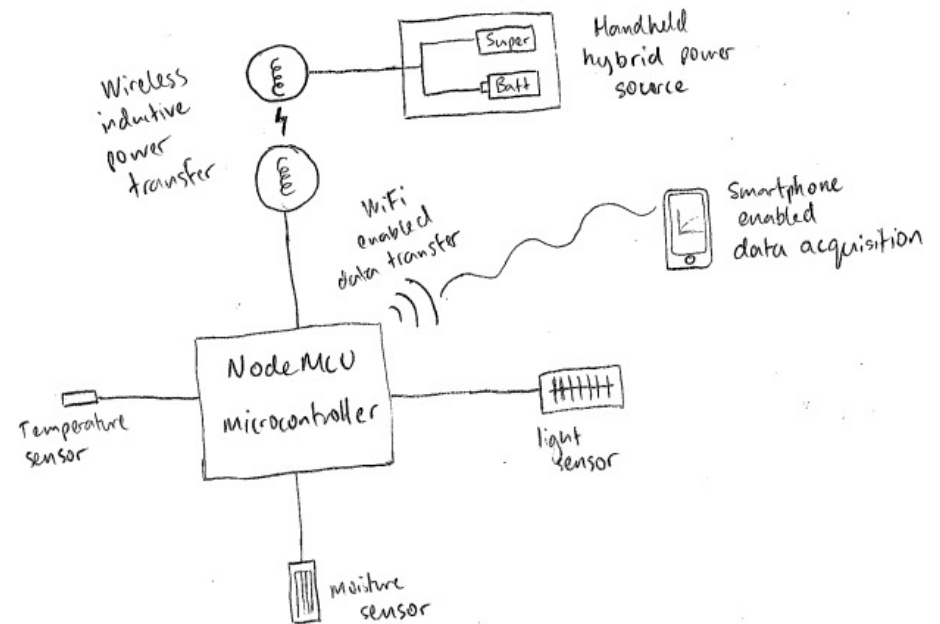 Wireless
inductive
power
transfer
Super
Batt
Handheld
hybrid power
source
WiFi
enabled
data transfer
Smartphone
enabled
data acquisition
NodeMCU
microcontroller
Temperature
sensor
light
sensor
moisture
sensor